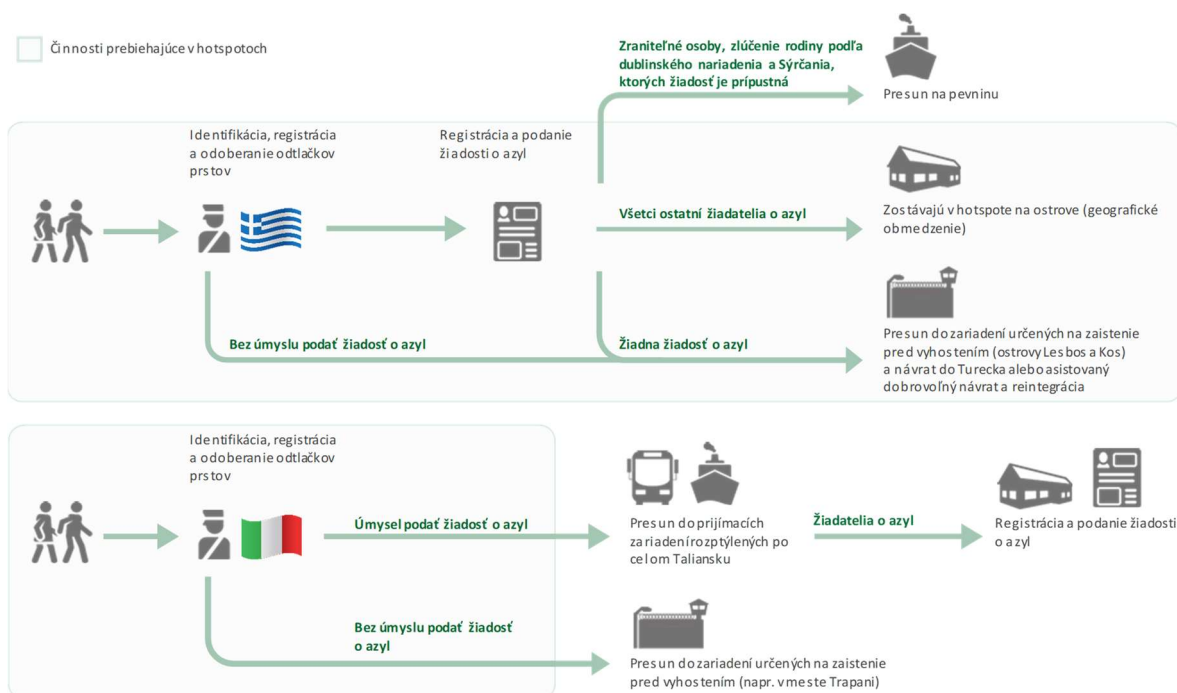 Činnosti prebiehajúce v hotspotoch
Zraniteľné osoby, zlúčenie rodiny podľa
dublinského nariadenia a Sýrčania,
ktorých žiadosť je prípustná
Presun na pevninu
Identifikácia, registrácia
a odoberanie odtlačkov
prstov
Registrácia a podanie
žiadosti o azyl
Všetci ostatní žiadatelia o azyl
Zostávajú v hotspote na ostrove (geografické
obmedzenie)
Bez úmyslu podať žiadosť o azyl
Žiadna žiadosť o azyl
Presun do zariadení určených na zaistenie
pred vyhostením (ostrovy Lesbos a Kos)
a návrat do Turecka alebo asistovaný
dobrovoľný návrat a reintegrácia
Identifikácia, registrácia
a odoberanie odtlačkov
prstov
Úmysel podať žiadosť o azyl
Presun do prijímacích
zariadení rozptýlených po
celom Taliansku
Žiadatelia o azyl
Registrácia a podanie žiadosti
o azyl
Bez úmyslu podať žiadosť
o azyl
Presun do zariadení určených na zaistenie
pred vyhostením (napr. v meste Trapani)